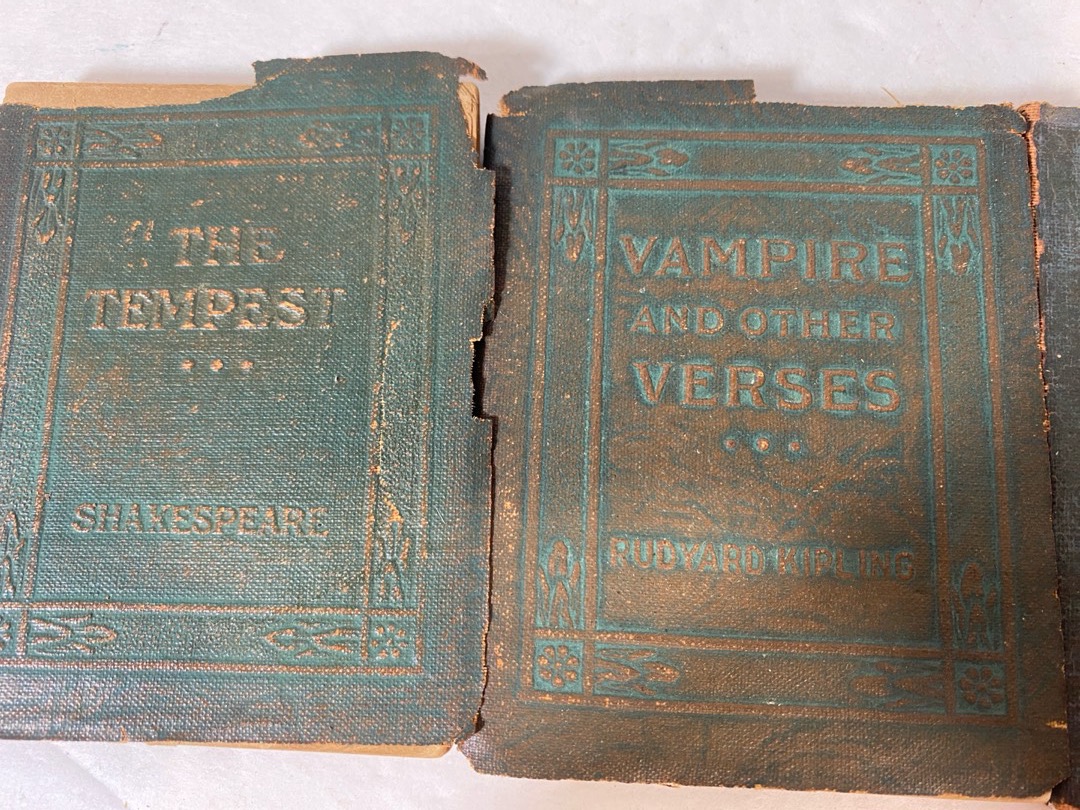 THE
TEMPEST
SHAKESPEARE
VAMPIRE
AND OTHER
VERSES
RUDYARD KIPLING